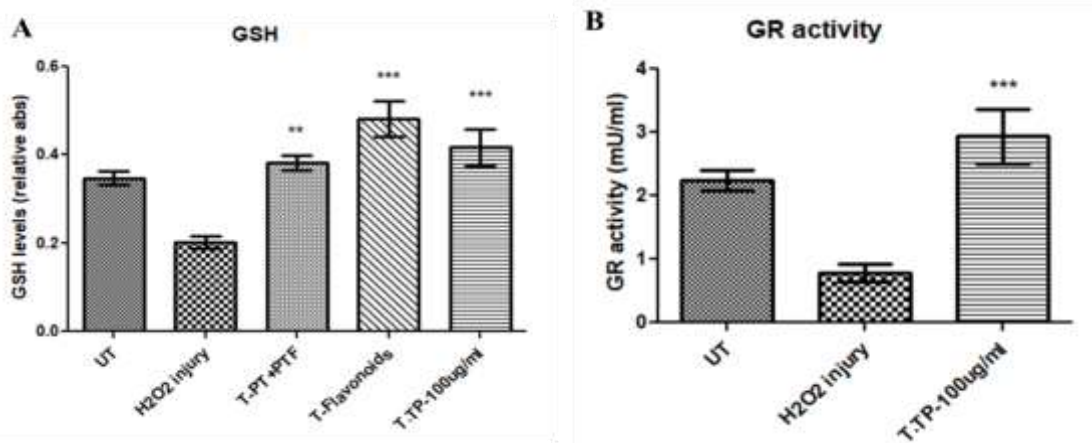 A
GSH
GSH levels (relative abs)
0.6
0.4
0.2
0.0
**
***
***
UT
H2O2 injury
T-PT+PTF
T-Flavonoids
T.TP-100ug/ml
B
GR activity
GR activity (mU/ml)
4
3
2
1
0
***
UT
H2O2 injury
T.TP-100ug/ml